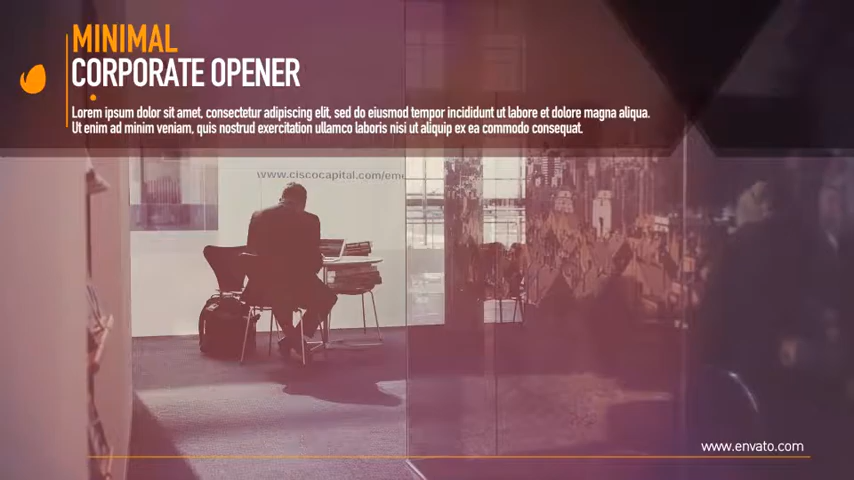 MINIMAL
CORPORATE OPENER
Lorem ipsum dolor sit amet, consectetur adipiscing elit, sed do eiusmod tempor incididunt ut labore et dolore magna aliqua.
Ut enim ad minim veniam, quis nostrud exercitation ullamco laboris nisi ut aliquip ex ea commodo consequat.
www.ciscocapital.com/eme
www.envato.com